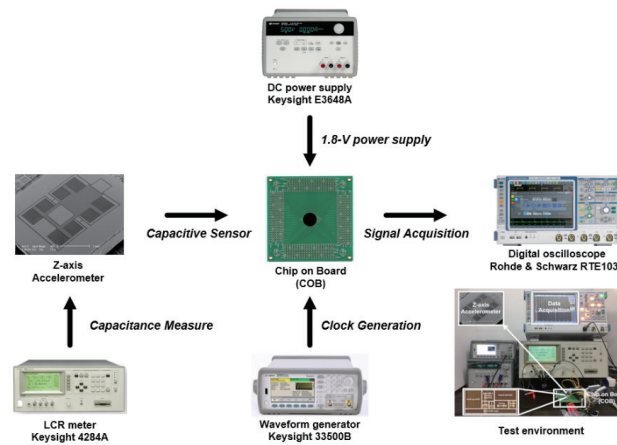 DC power supply
Keysight E3648A
1.8-V power supply
Capacitive Sensor
Signal Acquisition
Z-axis
Accelerometer
Chip on Board
(COB)
Digital oscilloscope
Rohde & Schwarz RTE103
Capacitance Measure
Clock Generation
Z-axis
Accelerometer
Data
Acquisition
(COB)
LCR meter
Keysight 4284A
Waveform generator
Keysight 33500B
Test environment